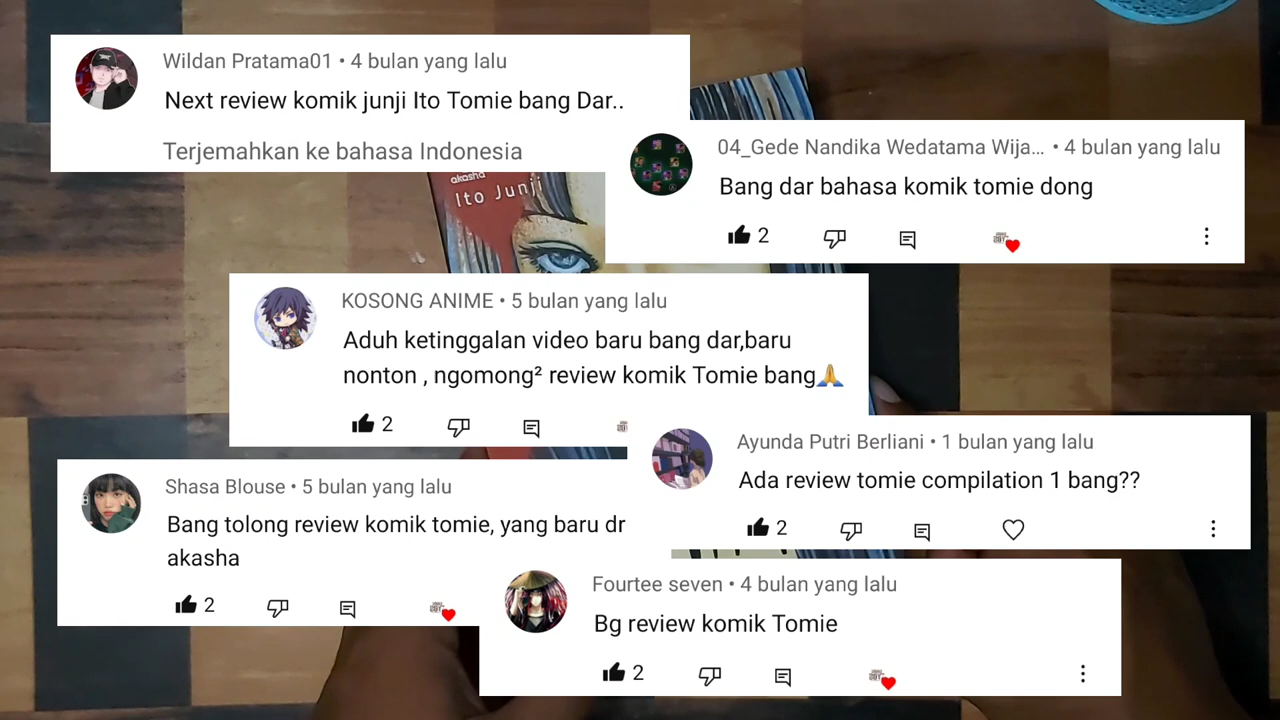 Wildan Pratama01 • 4 bulan yang lalu
Next review komik junji Ito Tomie bang Dar..
Terjemahkan ke bahasa Indonesia
04_Gede Nandika Wedatama Wija... • 4 bulan yang lalu
Bang dar bahasa komik tomie dong
2
akasha
Ito Junji
KOSONG ANIME • 5 bulan yang lalu
Aduh ketinggalan video baru bang dar,baru
nonton , ngomong² review komik Tomie bang🙏
2
Ayunda Putri Berliani • 1 bulan yang lalu
Ada review tomie compilation 1 bang??
2
Shasa Blouse • 5 bulan yang lalu
Bang tolong review komik tomie, yang baru dr
akasha
2
Fourtee seven • 4 bulan yang lalu
Bg review komik Tomie
2